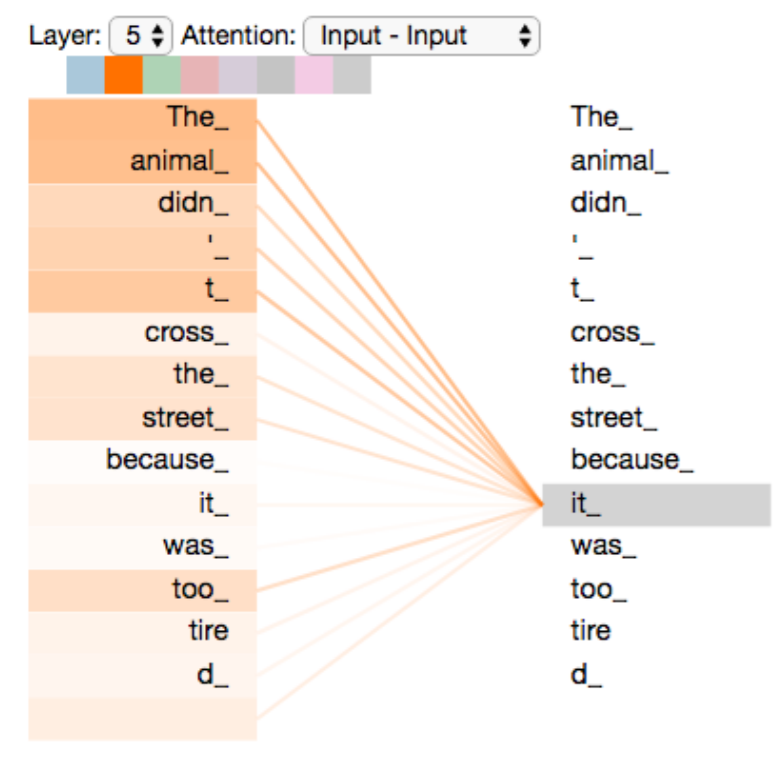 Layer: 5 Attention: Input - Input
The_ The_
animal_ animal_
didn_ didn_
'_ '_
t_ t_
cross_ cross_
the_ the_
street_ street_
because_ because_
it_ it_
was_ was_
too_ too_
tire tire
d_ d_